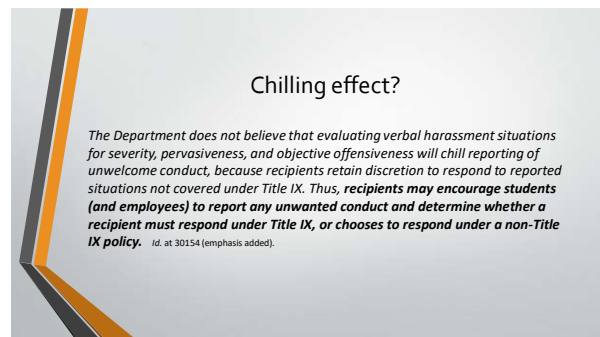 Chilling effect?
The Department does not believe that evaluating verbal harassment situations
for severity, pervasiveness, and objective offensiveness will chill reporting of
unwelcome conduct, because recipients retain discretion to respond to reported
situations not covered under Title IX. Thus, recipients may encourage students
(and employees) to report any unwanted conduct and determine whether a
recipient must respond under Title IX, or chooses to respond under a non-Title
IX policy. Id. at 30154 (emphasis added).